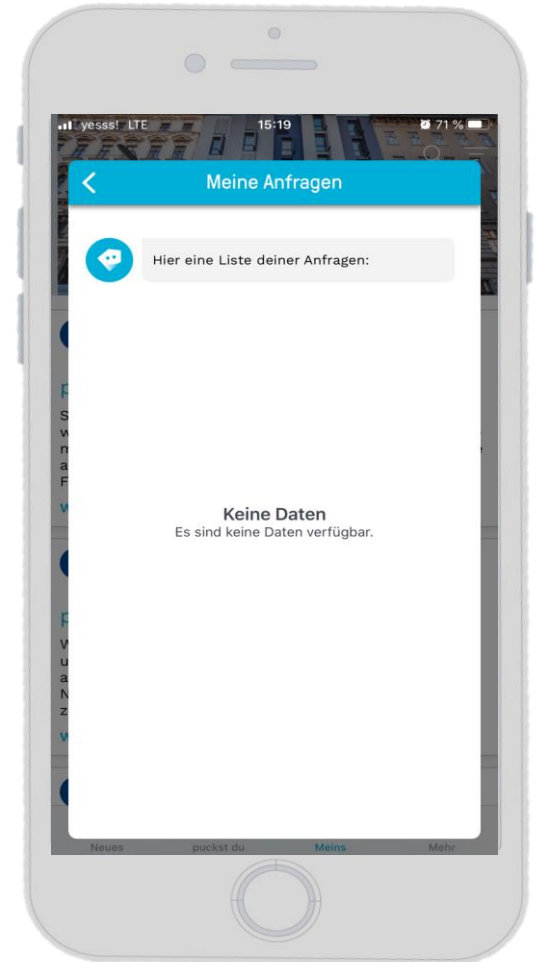 yesss! LTE
15:19
71 %
Meine Anfragen
Hier eine Liste deiner Anfragen:
Keine Daten
Es sind keine Daten verfügbar.
Neues
puckst du
Meins
Mehr